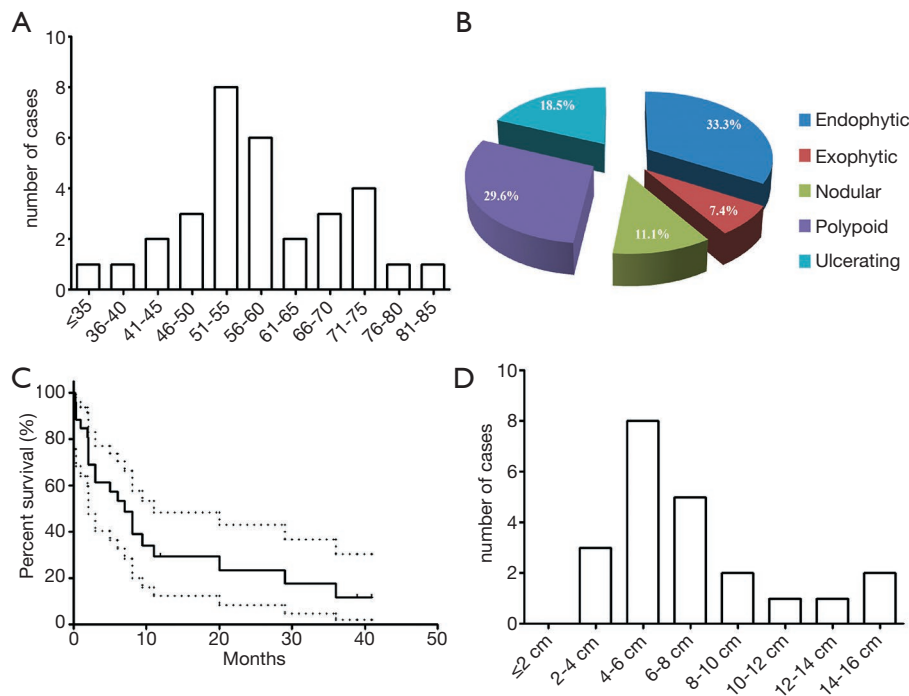 A
number of cases
10
8
6
4
2
0
≤35
36-40
41-45
46-50
51-55
56-60
61-65
66-70
71-75
76-80
81-85
B
18.5%
33.3%
29.6%
7.4%
11.1%
Endophytic
Exophytic
Nodular
Polypoid
Ulcerating
C
Percent survival (%)
100
80
60
40
20
0
0 10 20 30 40 50
Months
D
number of cases
10
8
6
4
2
0
≤2 cm
2-4 cm
4-6 cm
6-8 cm
8-10 cm
10-12 cm
12-14 cm
14-16 cm